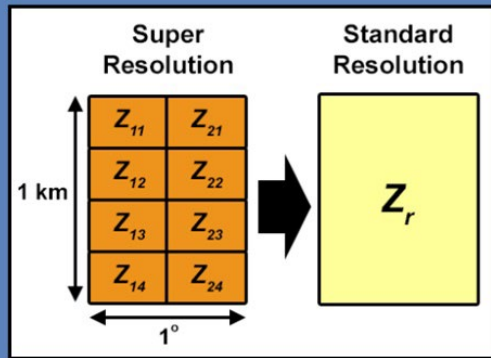 Super Resolution
Standard Resolution
Z₁₁ Z₂₁
Z₁₂ Z₂₂
1 km
Z₁₃ Z₂₃
Z₁₄ Z₂₄
Zᵣ
1°